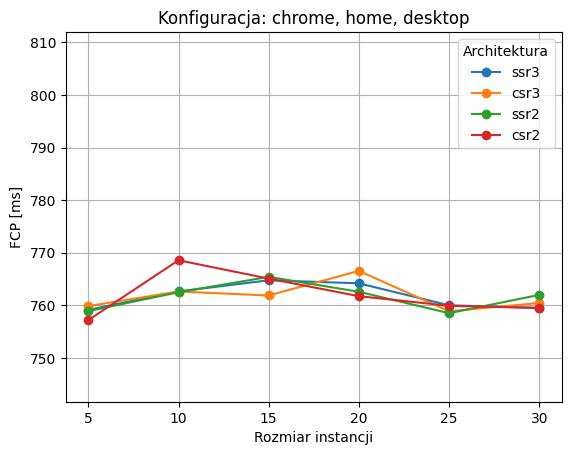 Konfiguracja: chrome, home, desktop
Architektura
ssr3
csr3
ssr2
csr2
FCP [ms]
810
800
790
780
770
760
750
5 10 15 20 25 30
Rozmiar instancji